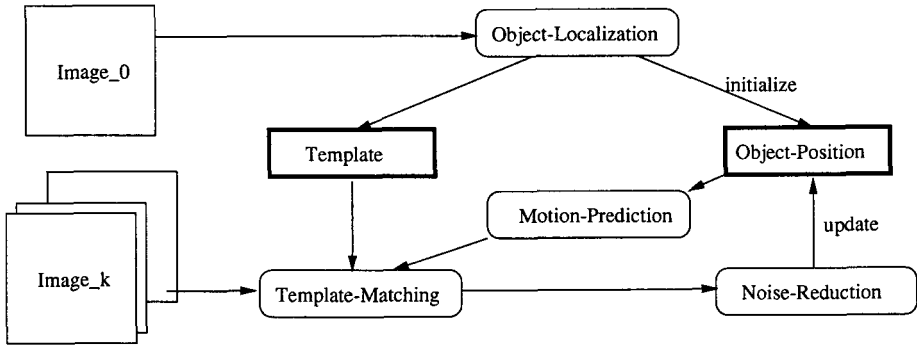 Object-Localization
Image_0
initialize
Template
Object-Position
Motion-Prediction
update
Image_k
Template-Matching
Noise-Reduction